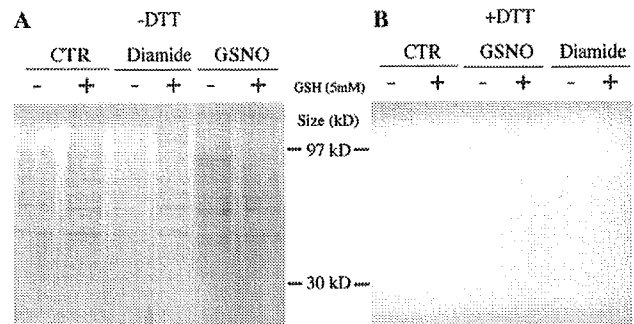 A -DTT
CTR Diamide GSNO
- + - + - +
GSH (5mM)
Size (kD)
97 kD
30 kD
B +DTT
CTR GSNO Diamide
- + - + - +